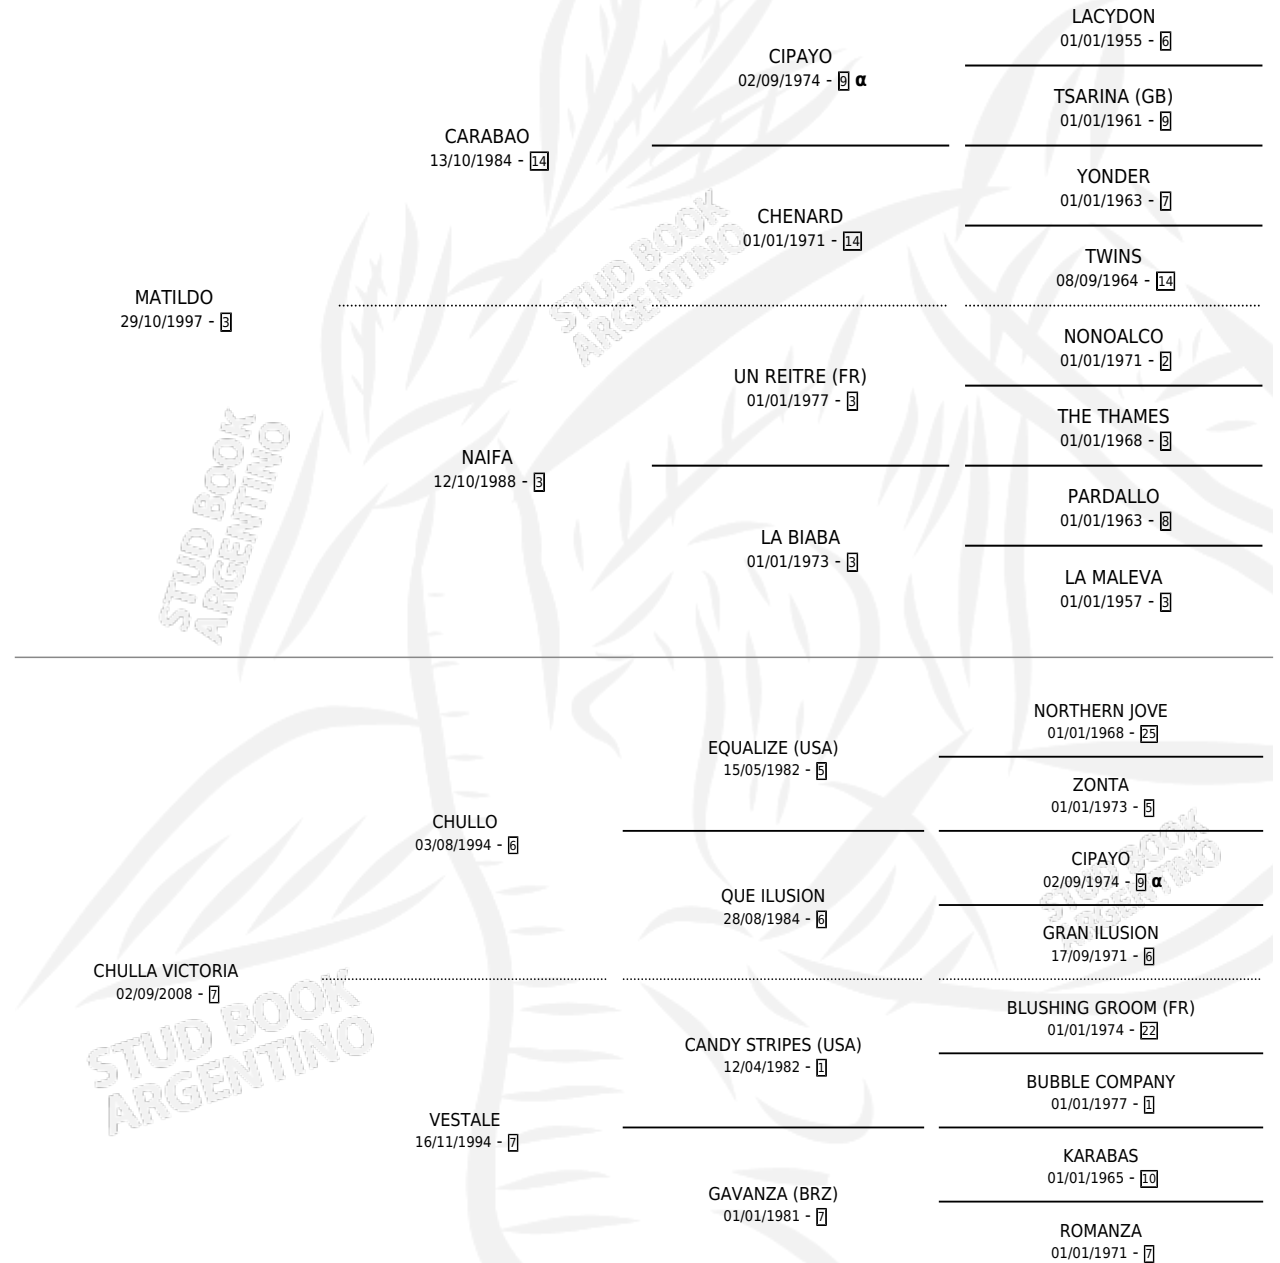 LACYDON
01/01/1955 - 6
CIPAYO
02/09/1974 - 9 α
TSARINA (GB)
01/01/1961 - 9
CARABAO
13/10/1984 - 14
YONDER
01/01/1963 - 7
CHENARD
01/01/1971 - 14
TWINS
08/09/1964 - 14
MATILDO
29/10/1997 - 3
NONOALCO
01/01/1971 - 2
UN REITRE (FR)
01/01/1977 - 3
THE THAMES
01/01/1968 - 3
NAIFA
12/10/1988 - 3
PARDALLO
01/01/1963 - 8
LA BIABA
01/01/1973 - 3
LA MALEVA
01/01/1957 - 3
NORTHERN JOVE
01/01/1968 - 25
EQUALIZE (USA)
15/05/1982 - 5
ZONTA
01/01/1973 - 5
CHULLO
03/08/1994 - 6
CIPAYO
02/09/1974 - 9 α
QUE ILUSION
28/08/1984 - 6
GRAN ILUSION
17/09/1971 - 6
CHULLA VICTORIA
02/09/2008 - 7
BLUSHING GROOM (FR)
01/01/1974 - 22
CANDY STRIPES (USA)
12/04/1982 - 1
BUBBLE COMPANY
01/01/1977 - 1
VESTALE
16/11/1994 - 7
KARABAS
01/01/1965 - 10
GAVANZA (BRZ)
01/01/1981 - 7
ROMANZA
01/01/1971 - 7
STUD BOOK
ARGENTINO
STUD BOOK
ARGENTINO
STUD BOOK
ARGENTINO
STUD BOOK
ARGENTINO